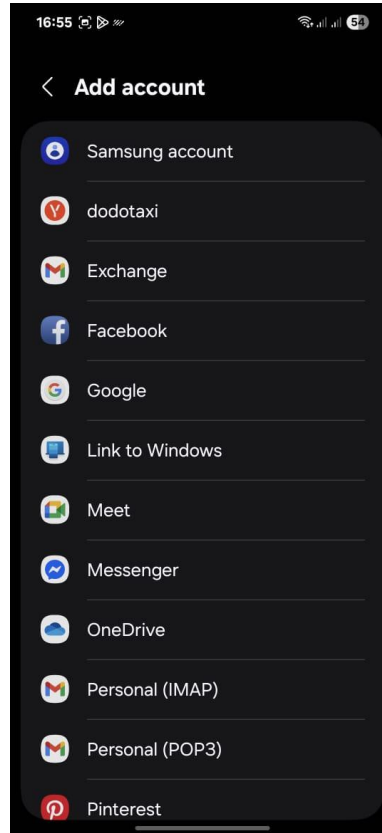 16:55 54
Add account
Samsung account
dodotaxi
Exchange
Facebook
Google
Link to Windows
Meet
Messenger
OneDrive
Personal (IMAP)
Personal (POP3)
Pinterest